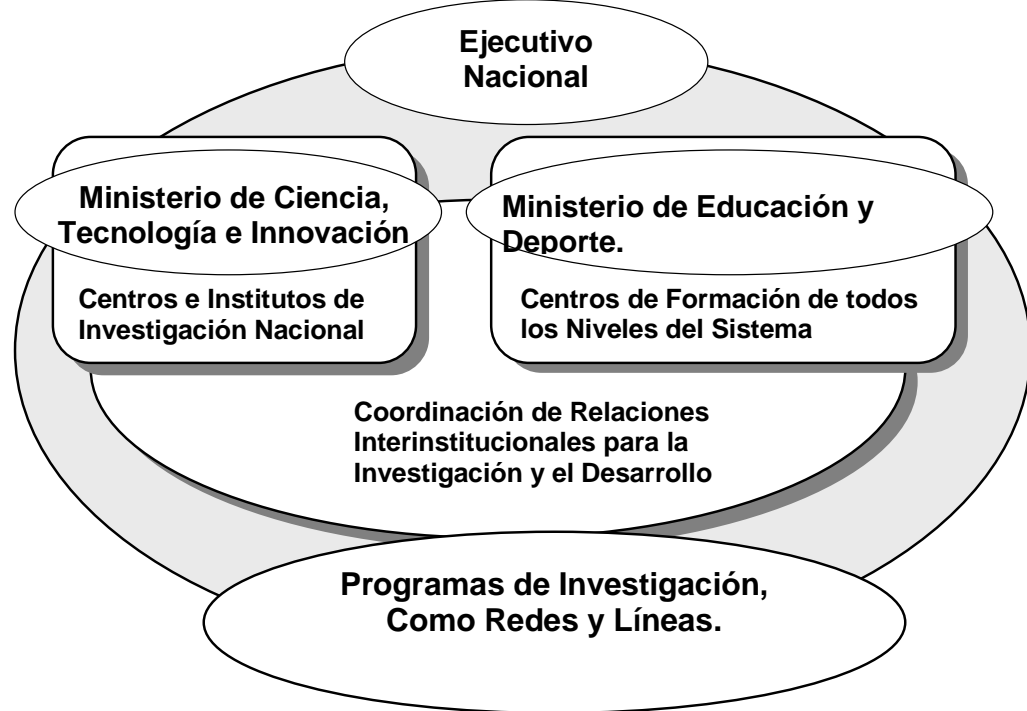 Ejecutivo
Nacional
Ministerio de Ciencia,
Tecnología e Innovación
Centros e Institutos de
Investigación Nacional
Ministerio de Educación y
Deporte.
Centros de Formación de todos
los Niveles del Sistema
Coordinación de Relaciones
Interinstitucionales para la
Investigación y el Desarrollo
Programas de Investigación,
Como Redes y Líneas.